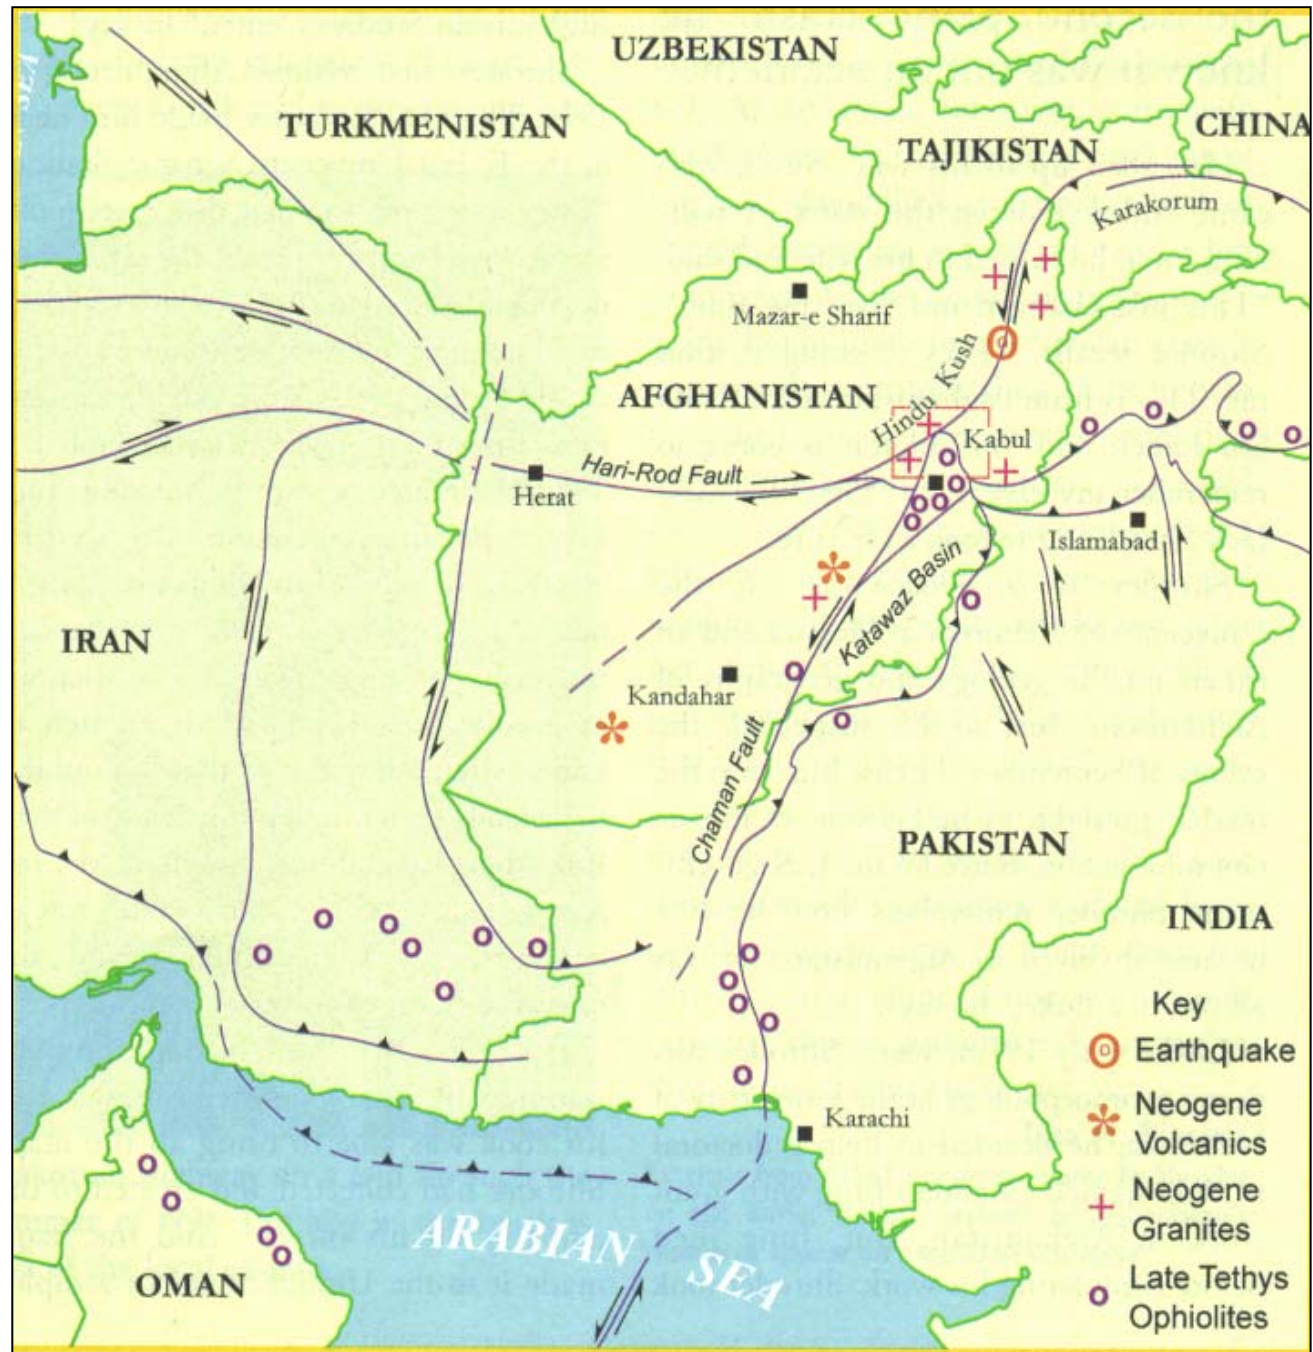 UZBEKISTAN
SEA
TURKMENISTAN
CHINA
TAJIKISTAN
Karakorum
Mazar-e Sharif
Hindu Kush
AFGHANISTAN
Kabul
Hari-Rod Fault
Herat
Islamabad
Katawaz Basin
IRAN
Kandahar
Chaman Fault
PAKISTAN
INDIA
Karachi
ARABIAN SEA
OMAN
Key
Earthquake
Neogene
Volcanics
Neogene
Granites
Late Tethys
Ophiolites